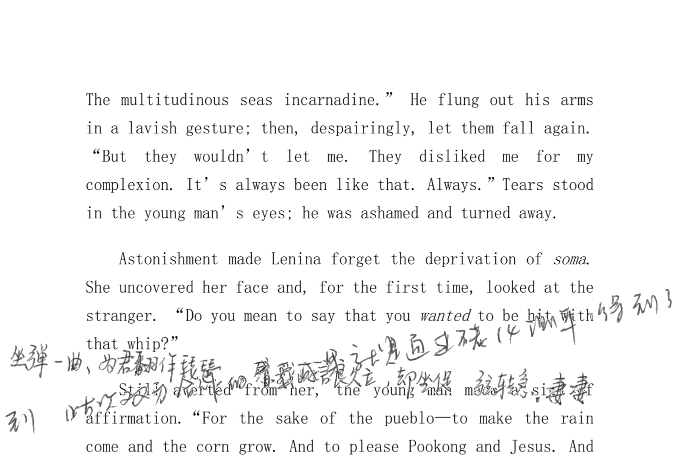 The multitudinous seas incarnadine.” He flung out his arms
in a lavish gesture; then, despairingly, let them fall again.
“But they wouldn’t let me. They disliked me for my
complexion. It’s always been like that. Always.” Tears stood
in the young man’s eyes; he was ashamed and turned away.
Astonishment made Lenina forget the deprivation of soma.
She uncovered her face and, for the first time, looked at the
stranger. “Do you mean to say that you wanted to be hit with
that whip?”
坐弹一曲、为君翻作琵琶
Still averted from her, the young man made a sign of
affirmation. “For the sake of the pueblo—to make the rain
come and the corn grow. And to please Pookong and Jesus. And